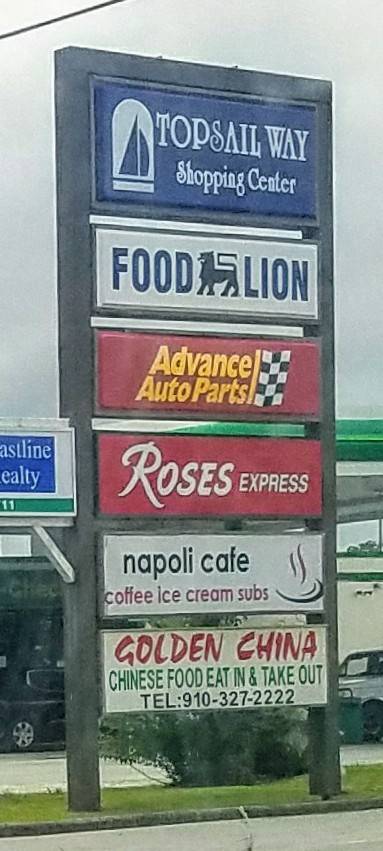 TOPSAIL WAY
Shopping Center
FOOD LION
Advance
Auto Parts
ROSES EXPRESS
napoli cafe
coffee ice cream subs
GOLDEN CHINA
CHINESE FOOD EAT IN & TAKE OUT
TEL:910-327-2222
astline
ealty
11